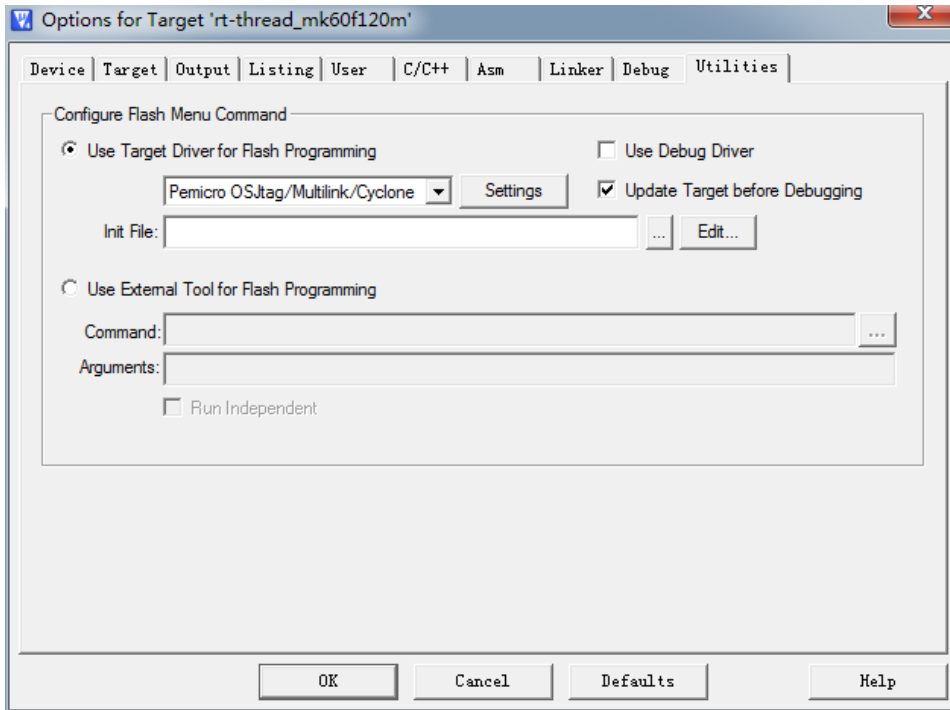 Options for Target 'rt-thread_mk60f120m'
Device Target Output Listing User C/C++ Asm Linker Debug Utilities
Configure Flash Menu Command
Use Target Driver for Flash Programming Use Debug Driver
Pemicro OSJtag/Multilink/Cyclone Settings Update Target before Debugging
Init File: ... Edit...
Use External Tool for Flash Programming
Command: ...
Arguments:
Run Independent
OK Cancel Defaults Help